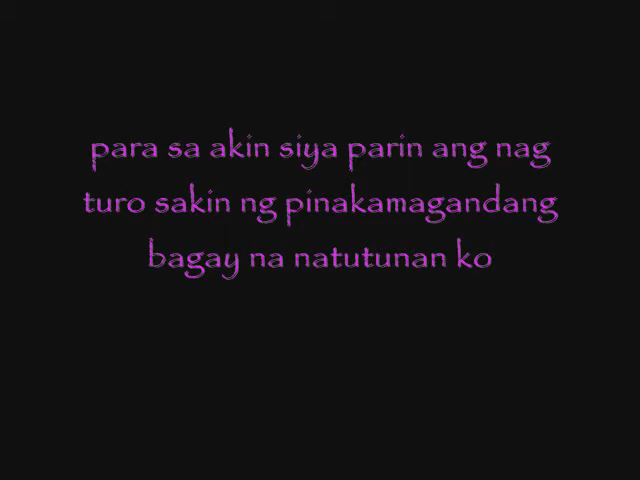 para sa akin siya parin ang nag
turo sakin ng pinakamagandang
bagay na natutunan ko